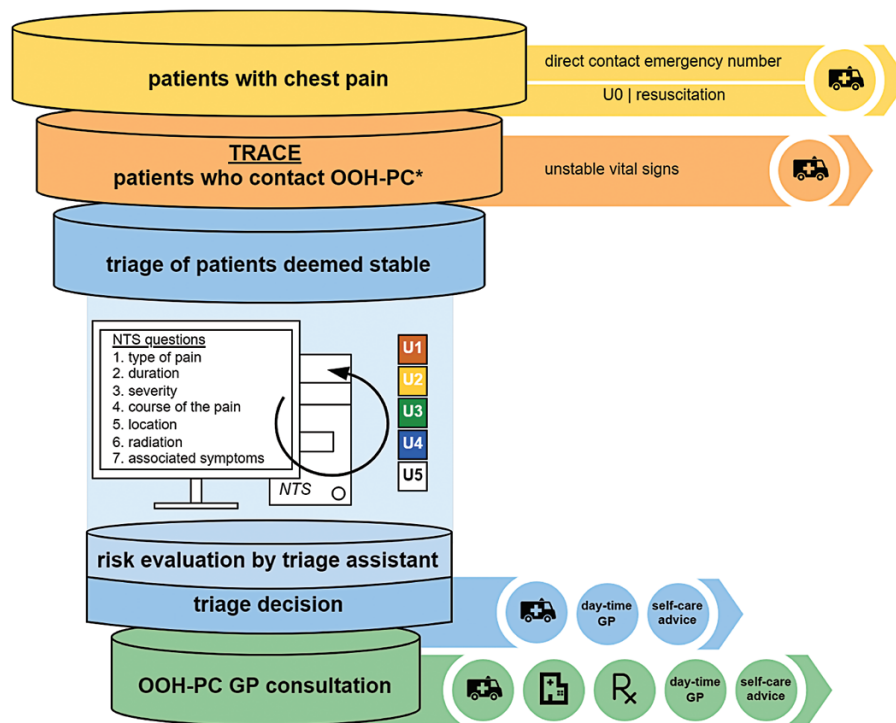 patients with chest pain
direct contact emergency number
U0 | resuscitation
TRACE
patients who contact OOH-PC*
unstable vital signs
triage of patients deemed stable
NTS questions
1. type of pain
2. duration
3. severity
4. course of the pain
5. location
6. radiation
7. associated symptoms
NTS
U1
U2
U3
U4
U5
risk evaluation by triage assistant
triage decision
day-time
GP
self-care
advice
OOH-PC GP consultation
Rx
day-time
GP
self-care
advice